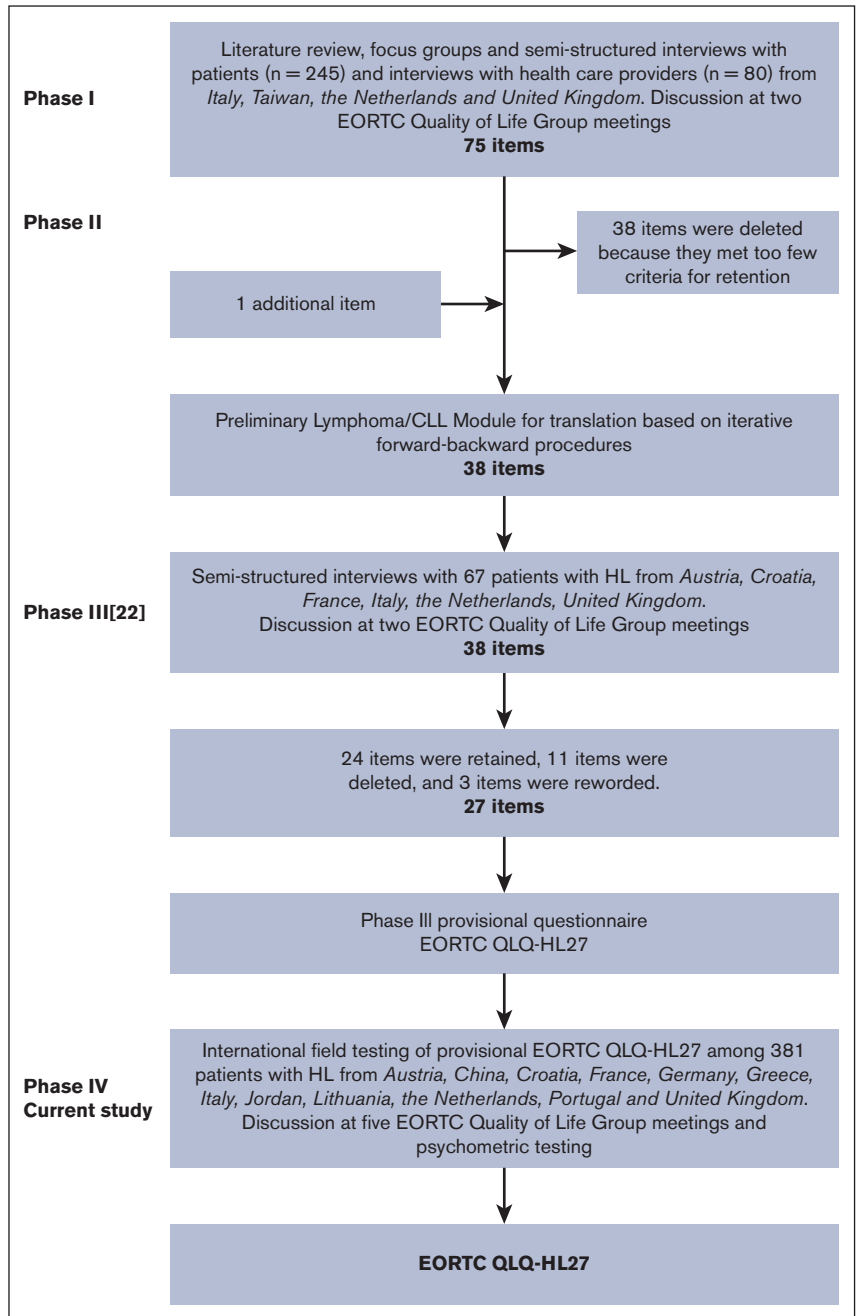 Phase I
Literature review, focus groups and semi-structured interviews with
patients (n = 245) and interviews with health care providers (n = 80) from
Italy, Taiwan, the Netherlands and United Kingdom. Discussion at two
EORTC Quality of Life Group meetings
75 items
Phase II
38 items were deleted
because they met too few
criteria for retention
1 additional item
Preliminary Lymphoma/CLL Module for translation based on iterative
forward-backward procedures
38 items
Phase III[22]
Semi-structured interviews with 67 patients with HL from Austria, Croatia,
France, Italy, the Netherlands, United Kingdom.
Discussion at two EORTC Quality of Life Group meetings
38 items
24 items were retained, 11 items were
deleted, and 3 items were reworded.
27 items
Phase III provisional questionnaire
EORTC QLQ-HL27
Phase IV
Current study
International field testing of provisional EORTC QLQ-HL27 among 381
patients with HL from Austria, China, Croatia, France, Germany, Greece,
Italy, Jordan, Lithuania, the Netherlands, Portugal and United Kingdom.
Discussion at five EORTC Quality of Life Group meetings and
psychometric testing
EORTC QLQ-HL27